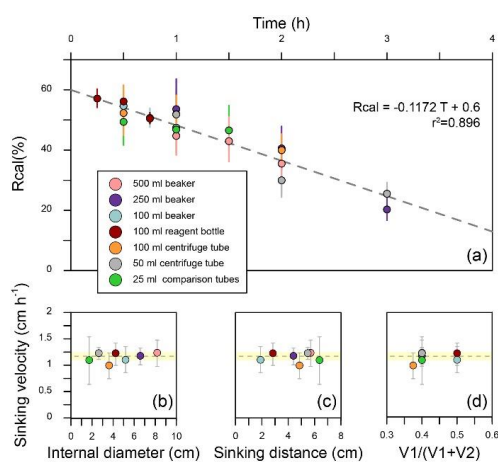 Time (h)
0 1 2 3 4
Rcal(%)
60
40
20
0
Rcal = -0.1172 T + 0.6
r²=0.896
500 ml beaker
250 ml beaker
100 ml beaker
100 ml reagent bottle
100 ml centrifuge tube
50 ml centrifuge tube
25 ml comparison tubes
(a)
Sinking velocity (cm h⁻¹)
2
1.5
1
0.5
0
(b) (c) (d)
0 2 4 6 8 10 0 2 4 6 8 0.3 0.4 0.5 0.6
Internal diameter (cm) Sinking distance (cm) V1/(V1+V2)